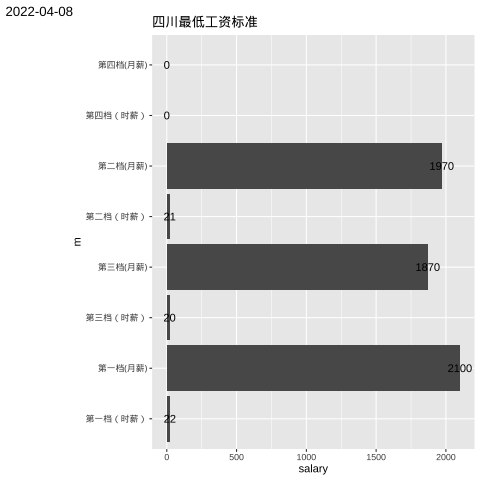 2022-04-08
四川最低工资标准
第四档(月薪)
0
第四档（时薪）
0
第二档(月薪)
1970
第二档（时薪）
21
第三档(月薪)
1870
第三档（时薪）
20
第一档(月薪)
2100
第一档（时薪）
22
m
0 500 1000 1500 2000
salary